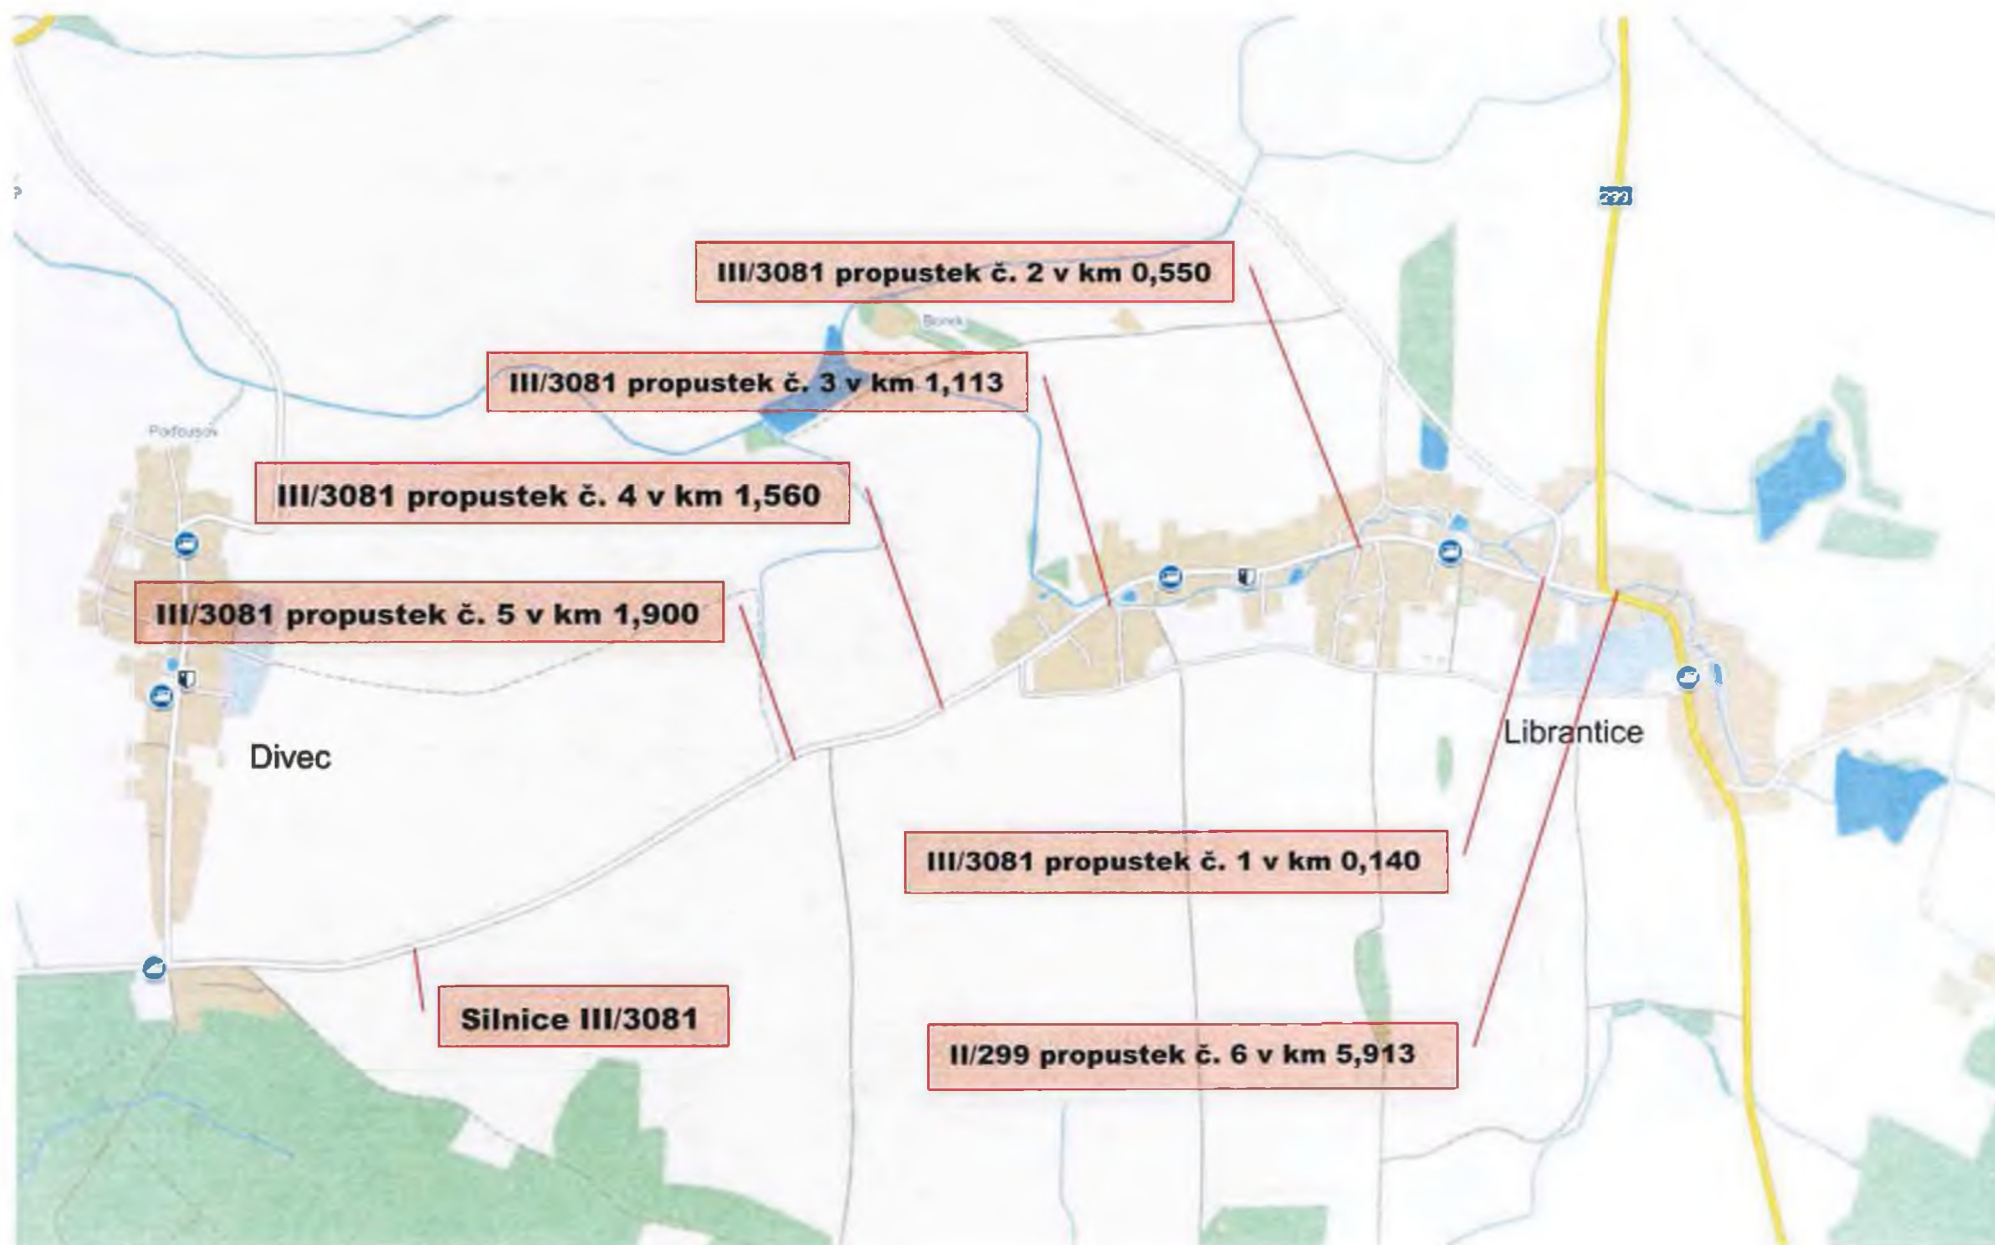 299
III/3081 propustek č. 2 v km 0,550
Borek
III/3081 propustek č. 3 v km 1,113
III/3081 propustek č. 4 v km 1,560
III/3081 propustek č. 5 v km 1,900
Librantice
Divec
III/3081 propustek č. 1 v km 0,140
Silnice III/3081
II/299 propustek č. 6 v km 5,913